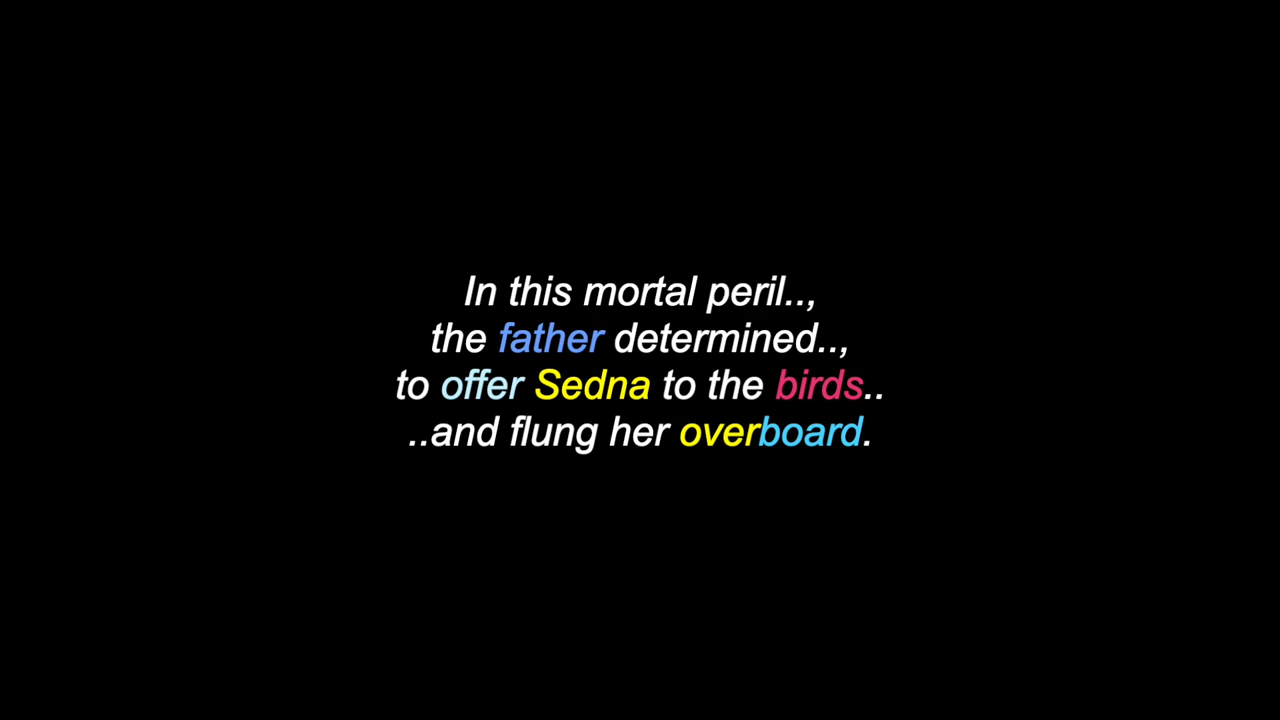 In this mortal peril..,
the father determined..,
to offer Sedna to the birds..
..and flung her overboard.